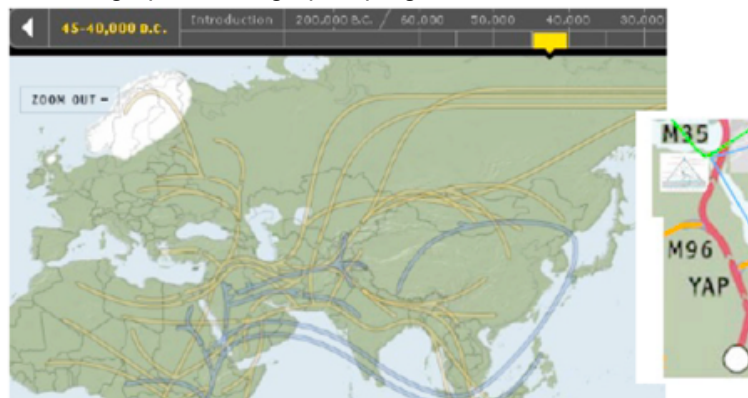 45-40,000 B.C.
Introduction
200,000 B.C.
60,000
50,000
40,000
30,000
ZOOM OUT
M35
M96
YAP